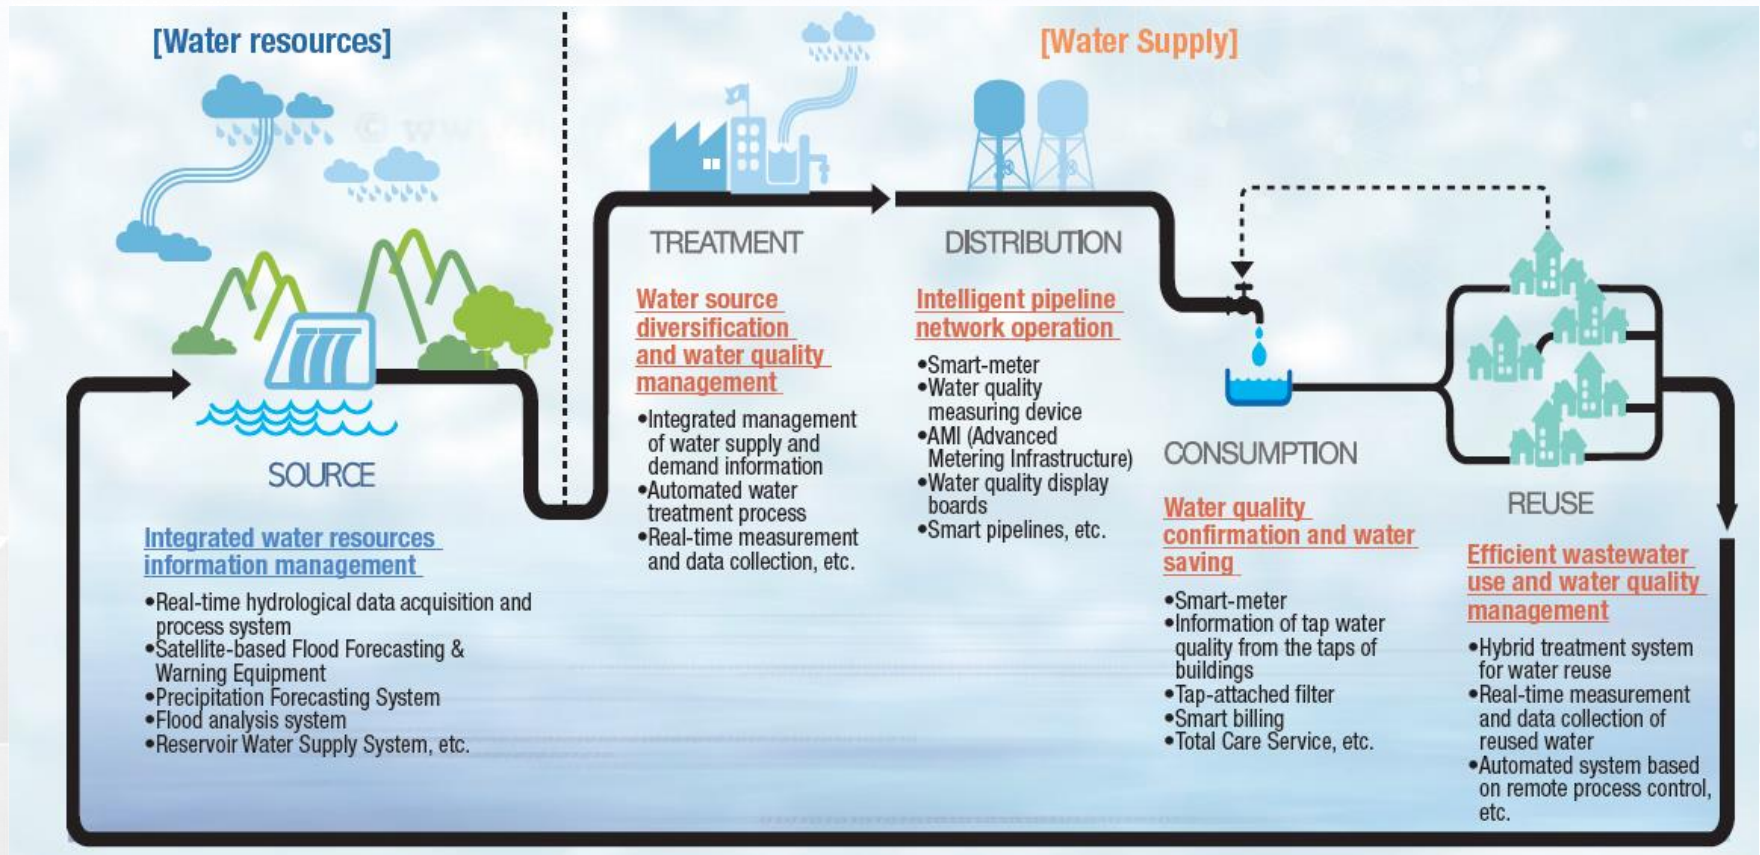 [Water resources]
[Water Supply]
SOURCE
Integrated water resources
information management
•Real-time hydrological data acquisition and
process system
•Satellite-based Flood Forecasting &
Warning Equipment
•Precipitation Forecasting System
•Flood analysis system
•Reservoir Water Supply System, etc.
TREATMENT
Water source
diversification
and water quality
management
•Integrated management
of water supply and
demand information
•Automated water
treatment process
•Real-time measurement
and data collection, etc.
DISTRIBUTION
Intelligent pipeline
network operation
•Smart-meter
•Water quality
measuring device
•AMI (Advanced
Metering Infrastructure)
•Water quality display
boards
•Smart pipelines, etc.
CONSUMPTION
Water quality
confirmation and water
saving
•Smart-meter
•Information of tap water
quality from the taps of
buildings
•Tap-attached filter
•Smart billing
•Total Care Service, etc.
REUSE
Efficient wastewater
use and water quality
management
•Hybrid treatment system
for water reuse
•Real-time measurement
and data collection of
reused water
•Automated system based
on remote process control,
etc.